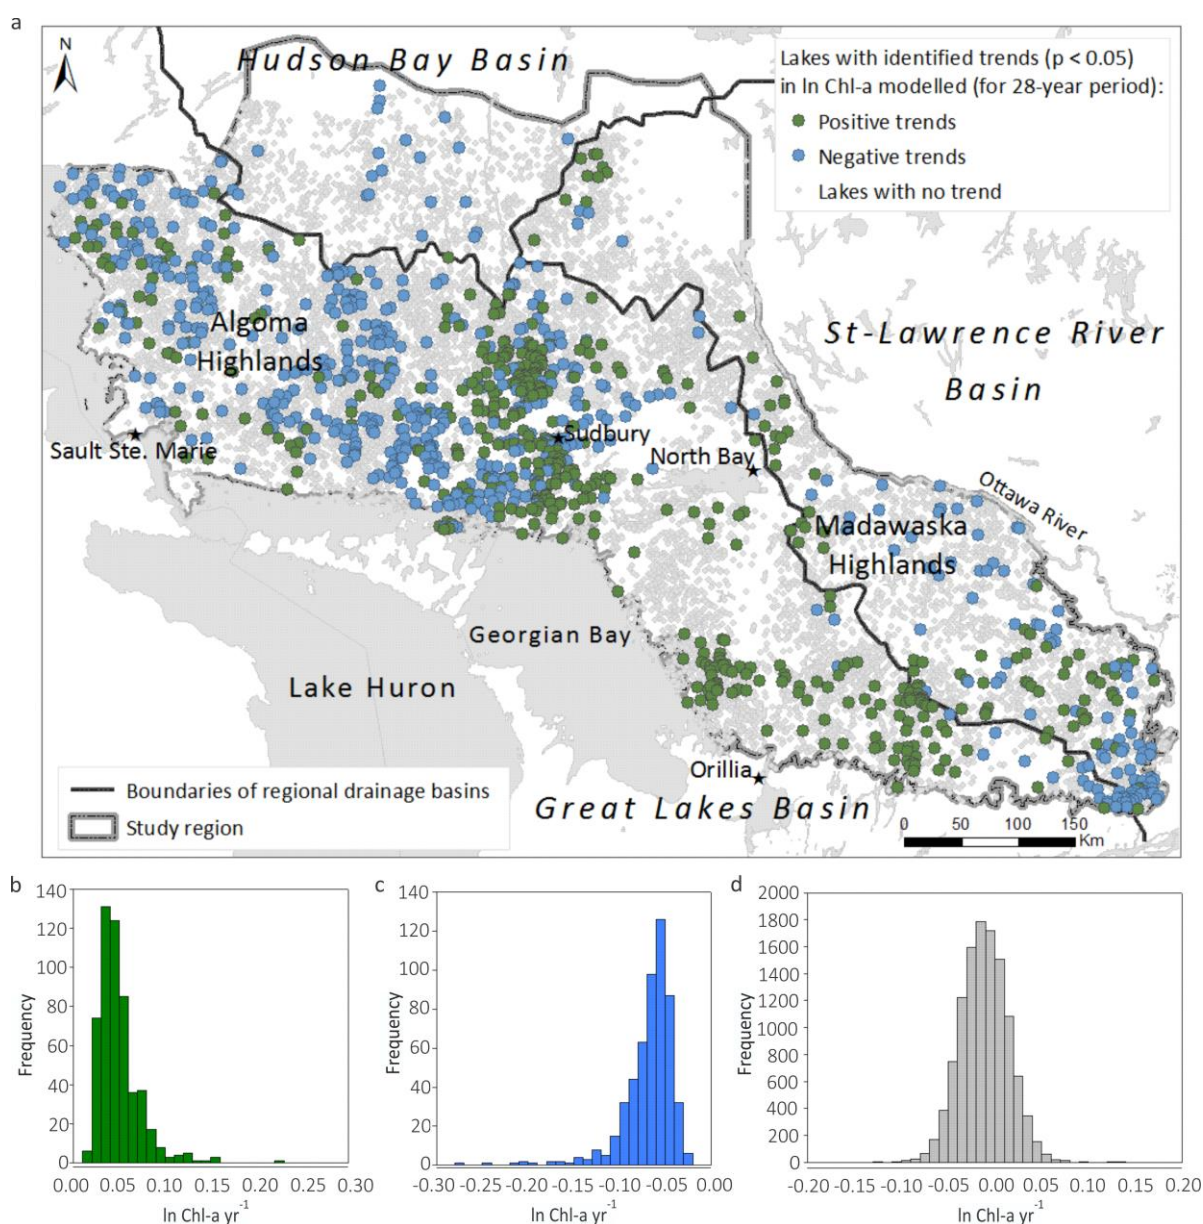 a
N
Hudson Bay Basin
Lakes with identified trends (p < 0.05)
in ln Chl-a modelled (for 28-year period):
Positive trends
Negative trends
Lakes with no trend
Algoma
Highlands
St-Lawrence River
Basin
Sault Ste. Marie
Sudbury
North Bay
Ottawa River
Madawaska
Highlands
Georgian Bay
Lake Huron
Orillia
Great Lakes Basin
Boundaries of regional drainage basins
Study region
0 50 100 150
Km
b
140
120
100
80
60
40
20
0
Frequency
0.00 0.05 0.10 0.15 0.20 0.25 0.30
ln Chl-a yr-1
c
140
120
100
80
60
40
20
0
Frequency
-0.30 -0.25 -0.20 -0.15 -0.10 -0.05 0.00
ln Chl-a yr-1
d
2000
1800
1600
1400
1200
1000
800
600
400
200
0
Frequency
-0.20 -0.15 -0.10 -0.05 0.00 0.05 0.10 0.15 0.20
ln Chl-a yr-1